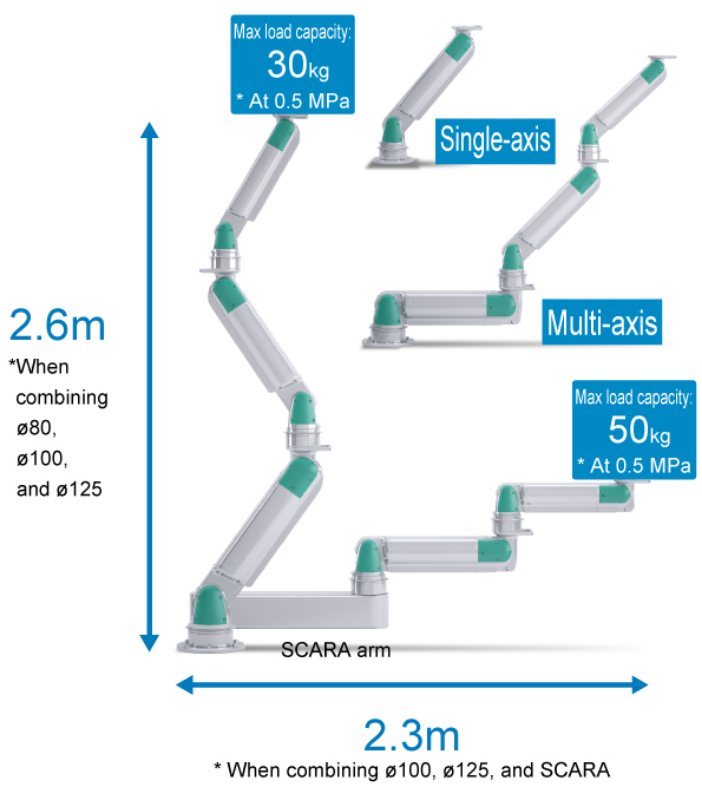 Max load capacity:
30kg
* At 0.5 MPa
Single-axis
Multi-axis
2.6m
*When
combining
ø80,
ø100,
and ø125
Max load capacity:
50kg
* At 0.5 MPa
SCARA arm
2.3m
* When combining ø100, ø125, and SCARA